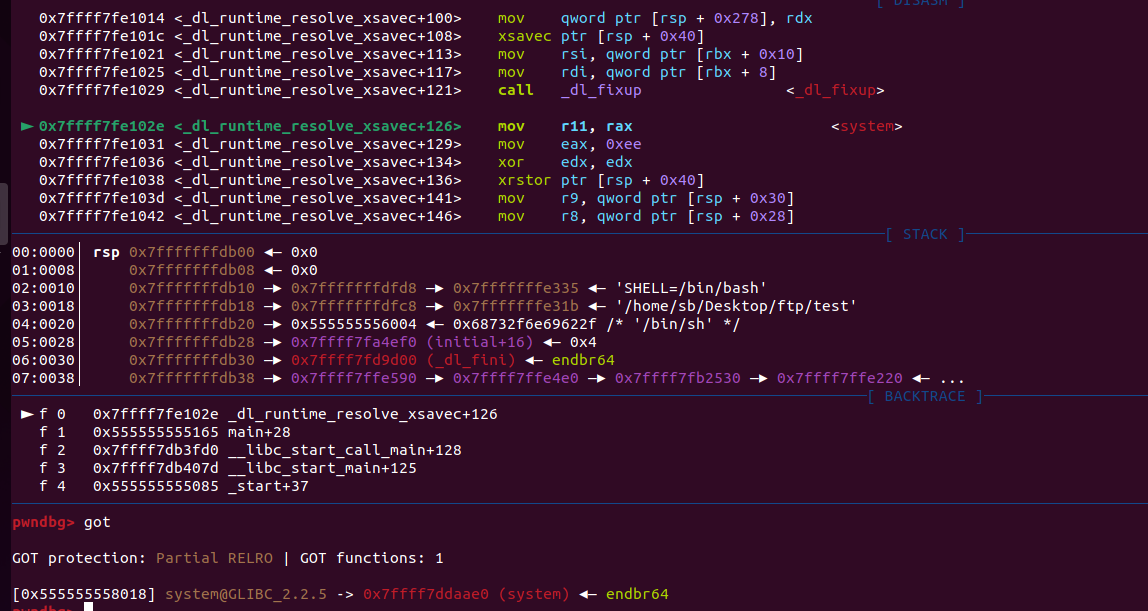 [ DISASM ]
0x7ffff7fe1014 <_dl_runtime_resolve_xsavec+100>    mov    qword ptr [rsp + 0x278], rdx
0x7ffff7fe101c <_dl_runtime_resolve_xsavec+108>    xsavec ptr [rsp + 0x40]
0x7ffff7fe1021 <_dl_runtime_resolve_xsavec+113>    mov    rsi, qword ptr [rbx + 0x10]
0x7ffff7fe1025 <_dl_runtime_resolve_xsavec+117>    mov    rdi, qword ptr [rbx + 8]
0x7ffff7fe1029 <_dl_runtime_resolve_xsavec+121>    call   _dl_fixup                <_dl_fixup>
► 0x7ffff7fe102e <_dl_runtime_resolve_xsavec+126>    mov    r11, rax                      <system>
0x7ffff7fe1031 <_dl_runtime_resolve_xsavec+129>    mov    eax, 0xee
0x7ffff7fe1036 <_dl_runtime_resolve_xsavec+134>    xor    edx, edx
0x7ffff7fe1038 <_dl_runtime_resolve_xsavec+136>    xrstor ptr [rsp + 0x40]
0x7ffff7fe103d <_dl_runtime_resolve_xsavec+141>    mov    r9, qword ptr [rsp + 0x30]
0x7ffff7fe1042 <_dl_runtime_resolve_xsavec+146>    mov    r8, qword ptr [rsp + 0x28]
[ STACK ]
00:0000│ rsp 0x7fffffffdb00 ◄— 0x0
01:0008│     0x7fffffffdb08 ◄— 0x0
02:0010│     0x7fffffffdb10 —► 0x7fffffffdfd8 —► 0x7fffffffe335 ◄— 'SHELL=/bin/bash'
03:0018│     0x7fffffffdb18 —► 0x7fffffffdfc8 —► 0x7fffffffe31b ◄— '/home/sb/Desktop/ftp/test'
04:0020│     0x7fffffffdb20 —► 0x555555556004 ◄— 0x68732f6e69622f /* '/bin/sh' */
05:0028│     0x7fffffffdb28 —► 0x7ffff7fa4ef0 (initial+16) ◄— 0x4
06:0030│     0x7fffffffdb30 —► 0x7ffff7fd9d00 (_dl_fini) ◄— endbr64
07:0038│     0x7fffffffdb38 —► 0x7ffff7ffe590 —► 0x7ffff7ffe4e0 —► 0x7ffff7fb2530 —► 0x7ffff7ffe220 ◄— ...
[ BACKTRACE ]
► f 0   0x7ffff7fe102e _dl_runtime_resolve_xsavec+126
f 1   0x555555555165 main+28
f 2   0x7ffff7db3fd0 __libc_start_call_main+128
f 3   0x7ffff7db407d __libc_start_main+125
f 4   0x555555555085 _start+37
pwndbg> got
GOT protection: Partial RELRO | GOT functions: 1
[0x555555558018] system@GLIBC_2.2.5 -> 0x7ffff7ddaae0 (system) ◄— endbr64
pwndbg>